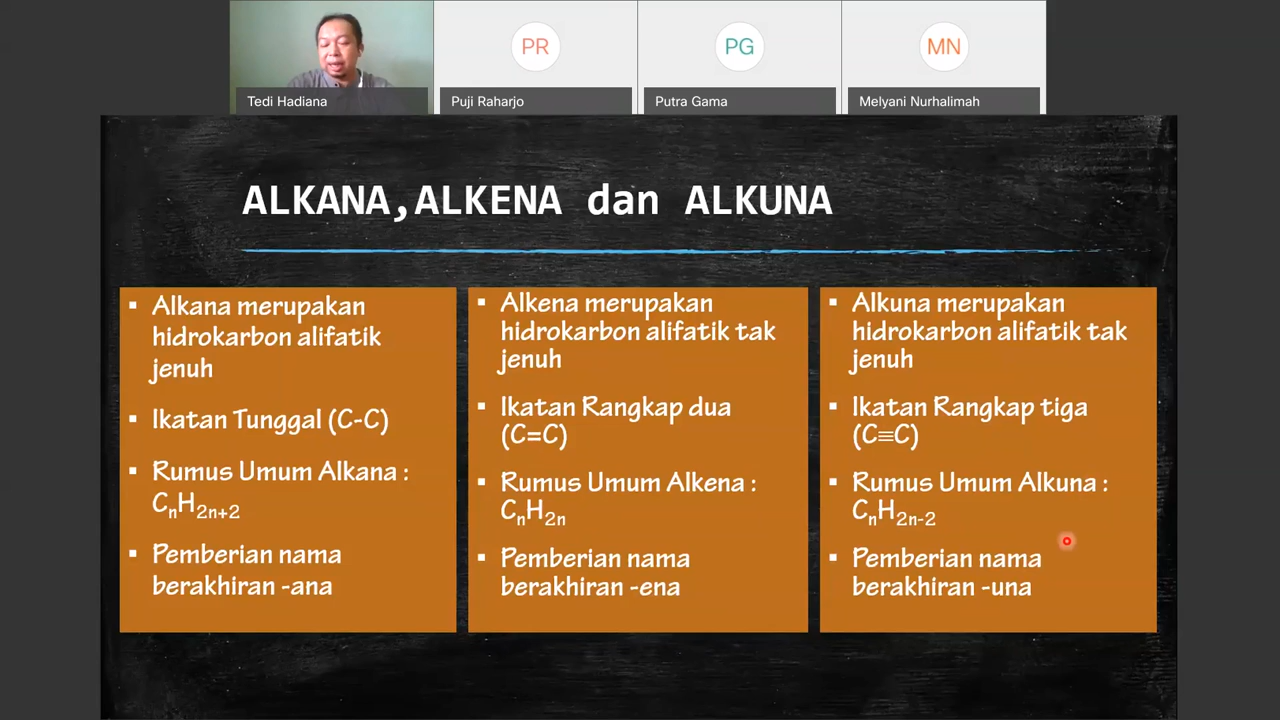 PR
PG
MN
Tedi Hadiana
Puji Raharjo
Putra Gama
Melyani Nurhalimah
ALKANA,ALKENA dan ALKUNA
▪ Alkana merupakan
hidrokarbon alifatik
jenuh
▪ Ikatan Tunggal (C-C)
▪ Rumus Umum Alkana :
CₙH₂ₙ₊₂
▪ Pemberian nama
berakhiran -ana
▪ Alkena merupakan
hidrokarbon alifatik tak
jenuh
▪ Ikatan Rangkap dua
(C=C)
▪ Rumus Umum Alkena :
CₙH₂ₙ
▪ Pemberian nama
berakhiran -ena
▪ Alkuna merupakan
hidrokarbon alifatik tak
jenuh
▪ Ikatan Rangkap tiga
(C≡C)
▪ Rumus Umum Alkuna :
CₙH₂ₙ₋₂
▪ Pemberian nama
berakhiran -una